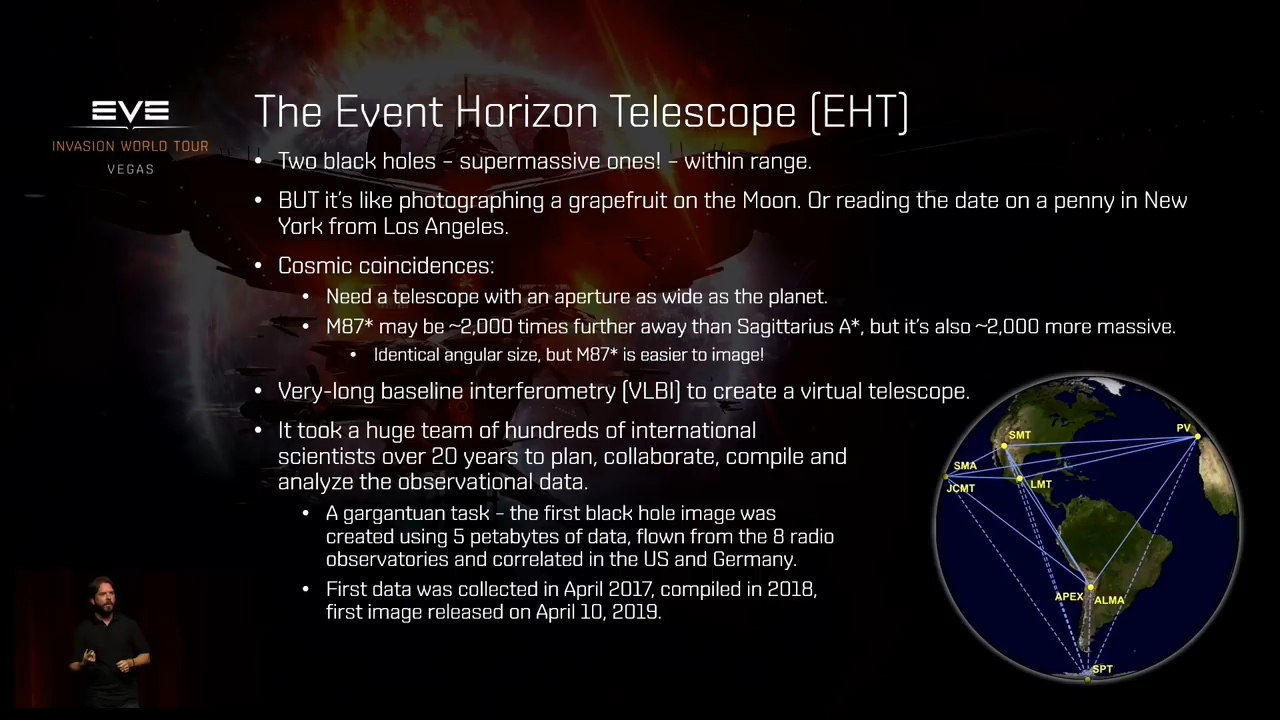 EVE
INVASION WORLD TOUR
VEGAS
The Event Horizon Telescope (EHT)
• Two black holes – supermassive ones! – within range.
• BUT it's like photographing a grapefruit on the Moon. Or reading the date on a penny in New
York from Los Angeles.
• Cosmic coincidences:
• Need a telescope with an aperture as wide as the planet.
• M87* may be ~2,000 times further away than Sagittarius A*, but it's also ~2,000 more massive.
• Identical angular size, but M87* is easier to image!
• Very-long baseline interferometry (VLBI) to create a virtual telescope.
• It took a huge team of hundreds of international
scientists over 20 years to plan, collaborate, compile and
analyze the observational data.
• A gargantuan task – the first black hole image was
created using 5 petabytes of data, flown from the 8 radio
observatories and correlated in the US and Germany.
• First data was collected in April 2017, compiled in 2018,
first image released on April 10, 2019.
PV
SMT
SMA
JCMT
LMT
APEX
ALMA
SPT